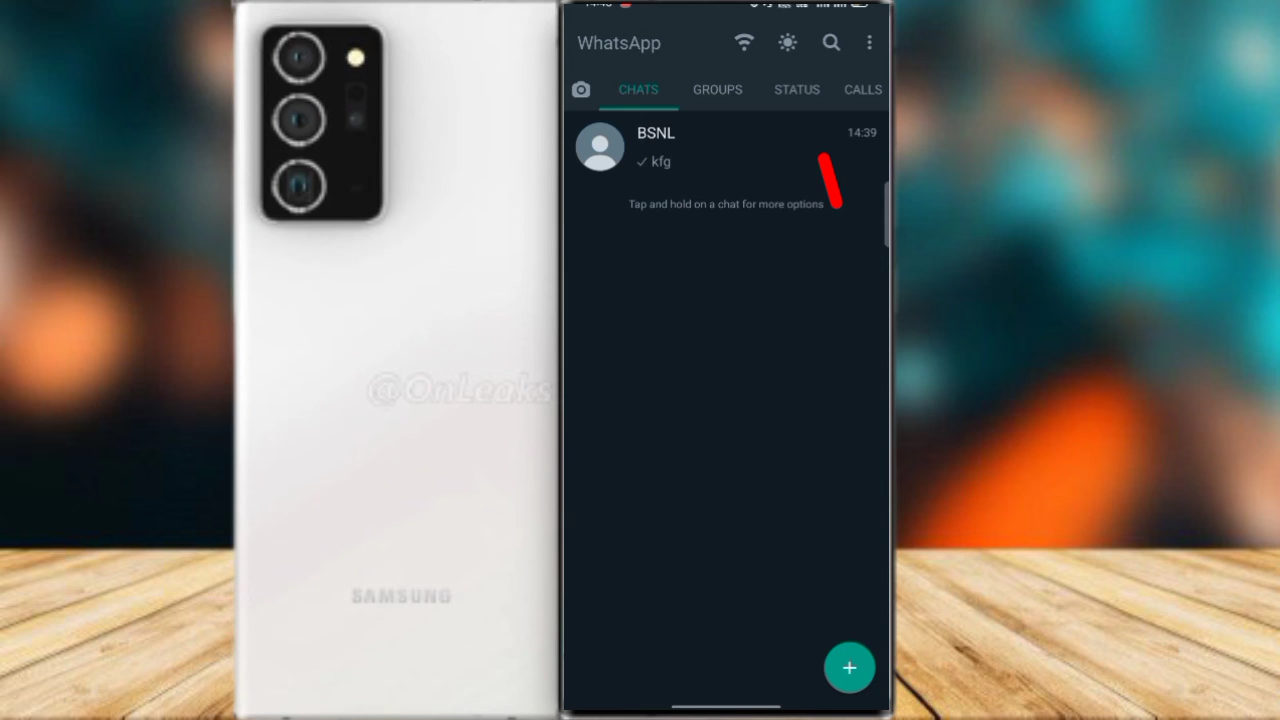 WhatsApp
CHATS GROUPS STATUS CALLS
BSNL 14:39
kfg
Tap and hold on a chat for more options
@OnLeaks
SAMSUNG